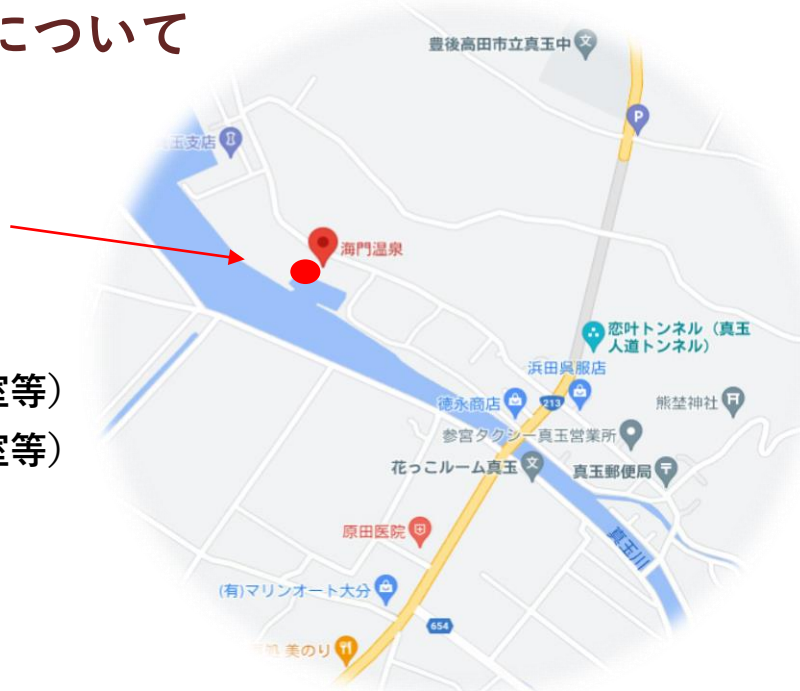 について
豊後高田市立真玉中
文
P
玉支店
海門温泉
恋叶トンネル（真玉
人道トンネル）
浜田呉服店
室等）
徳永商店
213
熊埜神社
参宮タクシー真玉営業所
室等）
花っこルーム真玉
文
真玉郵便局
〒
原田医院
真玉川
(有)マリンオート大分
654
処 美のり